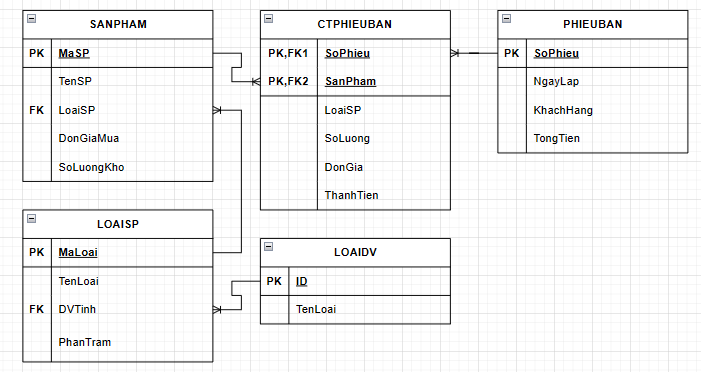 SANPHAM
PK MaSP
TenSP
FK LoaiSP
DonGiaMua
SoLuongKho
CTPHIEUBAN
PK,FK1 SoPhieu
PK,FK2 SanPham
LoaiSP
SoLuong
DonGia
ThanhTien
PHIEUBAN
PK SoPhieu
NgayLap
KhachHang
TongTien
LOAISP
PK MaLoai
TenLoai
FK DVTinh
PhanTram
LOAIDV
PK ID
TenLoai